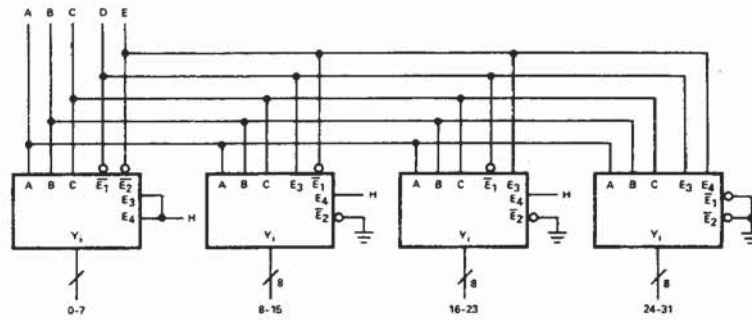 A B C D E
A B C Ē1 Ē2 E3 E4 H Yi 0-7
A B C E3 Ē1 E4 Ē2 H Yi 8 8-15
A B C Ē1 E3 E4 Ē2 H Yi 8 16-23
A B C E3 E4 Ē1 Ē2 Yi 8 24-31